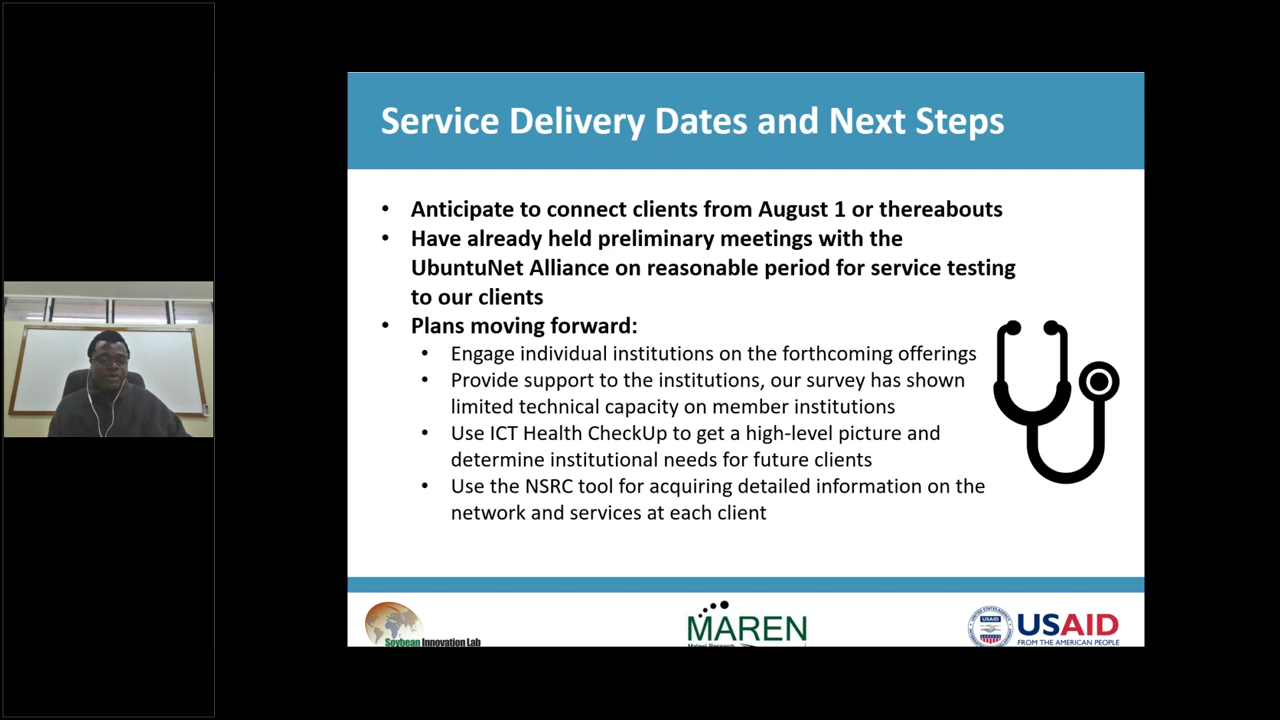 Service Delivery Dates and Next Steps
• Anticipate to connect clients from August 1 or thereabouts
• Have already held preliminary meetings with the
UbuntuNet Alliance on reasonable period for service testing
to our clients
• Plans moving forward:
• Engage individual institutions on the forthcoming offerings
• Provide support to the institutions, our survey has shown
limited technical capacity on member institutions
• Use ICT Health CheckUp to get a high-level picture and
determine institutional needs for future clients
• Use the NSRC tool for acquiring detailed information on the
network and services at each client
Soybean Innovation Lab
MAREN
Malawi Research
USAID
USAID
FROM THE AMERICAN PEOPLE